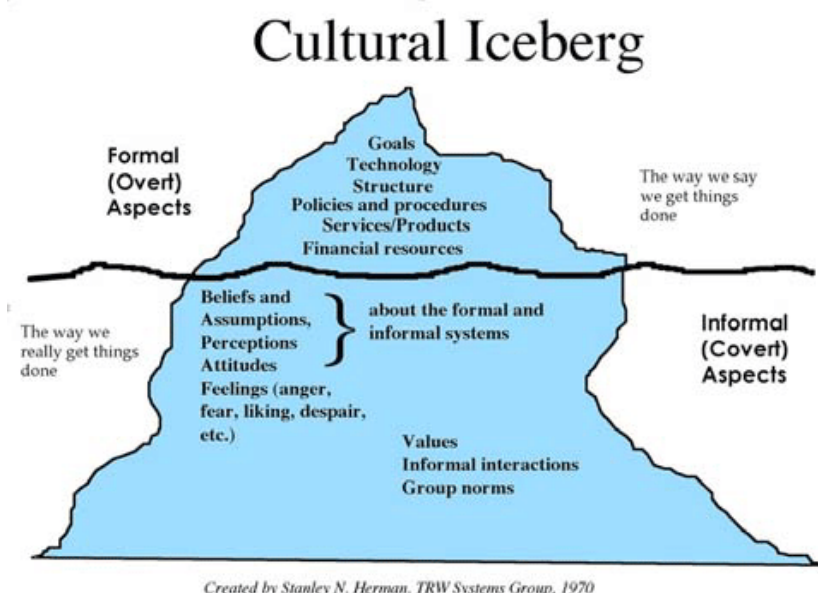 Cultural Iceberg
Formal
(Overt)
Aspects
Goals
Technology
Structure
Policies and procedures
Services/Products
Financial resources
The way we say
we get things
done
The way we
really get things
done
Beliefs and
Assumptions,
Perceptions
Attitudes
Feelings (anger,
fear, liking, despair,
etc.)
about the formal and
informal systems
Values
Informal interactions
Group norms
Informal
(Covert)
Aspects
Created by Stanley N. Herman, TRW Systems Group, 1970